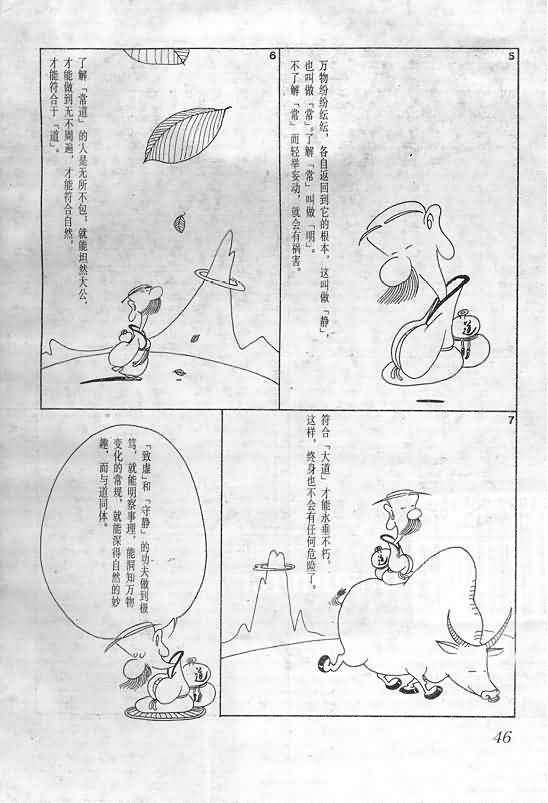 5
万物纷纷纭纭，各自返回到它的根本，这叫做「静」，
也叫做「常」。了解「常」叫做「明」。
不了解「常」而轻举妄动，就会有祸害。
道
6
了解「常道」的人是无所不包，就能坦然大公，
才能做到无不周遍，才能符合自然。
才能符合于「道」。
7
符合「大道」才能永垂不朽。
这样，终身也不会有任何危险了。
道
「致虚」和「守静」的功夫做到极
笃，就能明察事理，能洞知万物
变化的常规，就能深得自然的妙
趣，而与道同体。
道
46